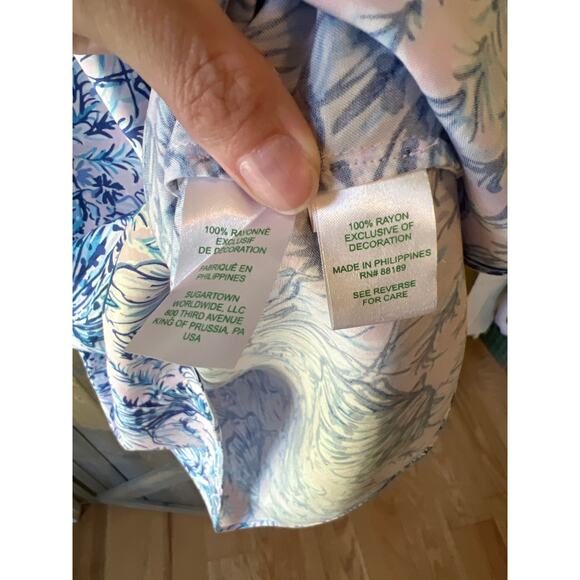 100% RAYONNE
EXCLUSIF
DE DECORATION
FABRIQUÉ EN
PHILIPPINES
SUGARTOWN
WORLDWIDE, LLC
800 THIRD AVENUE
KING OF PRUSSIA, PA
USA
100% RAYON
EXCLUSIVE OF
DECORATION
MADE IN PHILIPPINES
RN# 88189
SEE REVERSE
FOR CARE